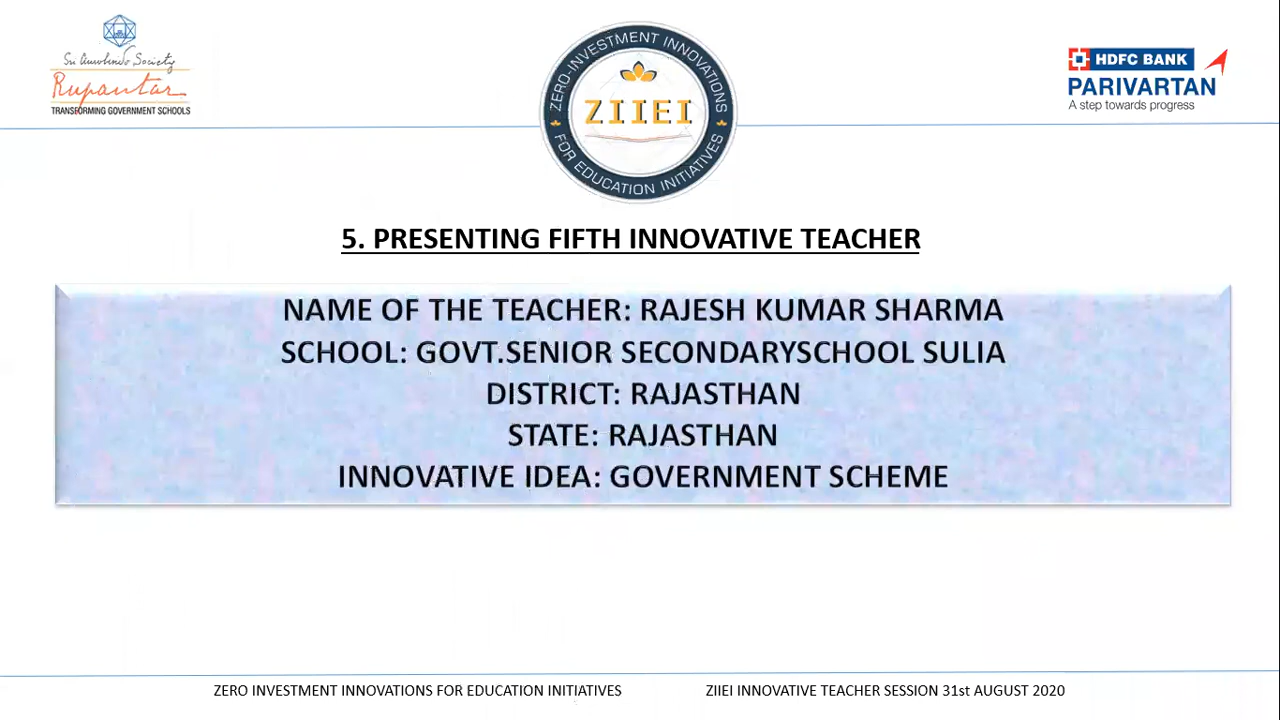 Sri Aurobindo Society
Rupantar
TRANSFORMING GOVERNMENT SCHOOLS
ZERO-INVESTMENT INNOVATIONS
ZIIEI
FOR EDUCATION INITIATIVES
HDFC BANK
PARIVARTAN
A step towards progress
5. PRESENTING FIFTH INNOVATIVE TEACHER
NAME OF THE TEACHER: RAJESH KUMAR SHARMA
SCHOOL: GOVT.SENIOR SECONDARYSCHOOL SULIA
DISTRICT: RAJASTHAN
STATE: RAJASTHAN
INNOVATIVE IDEA: GOVERNMENT SCHEME
ZERO INVESTMENT INNOVATIONS FOR EDUCATION INITIATIVES
ZIIEI INNOVATIVE TEACHER SESSION 31st AUGUST 2020